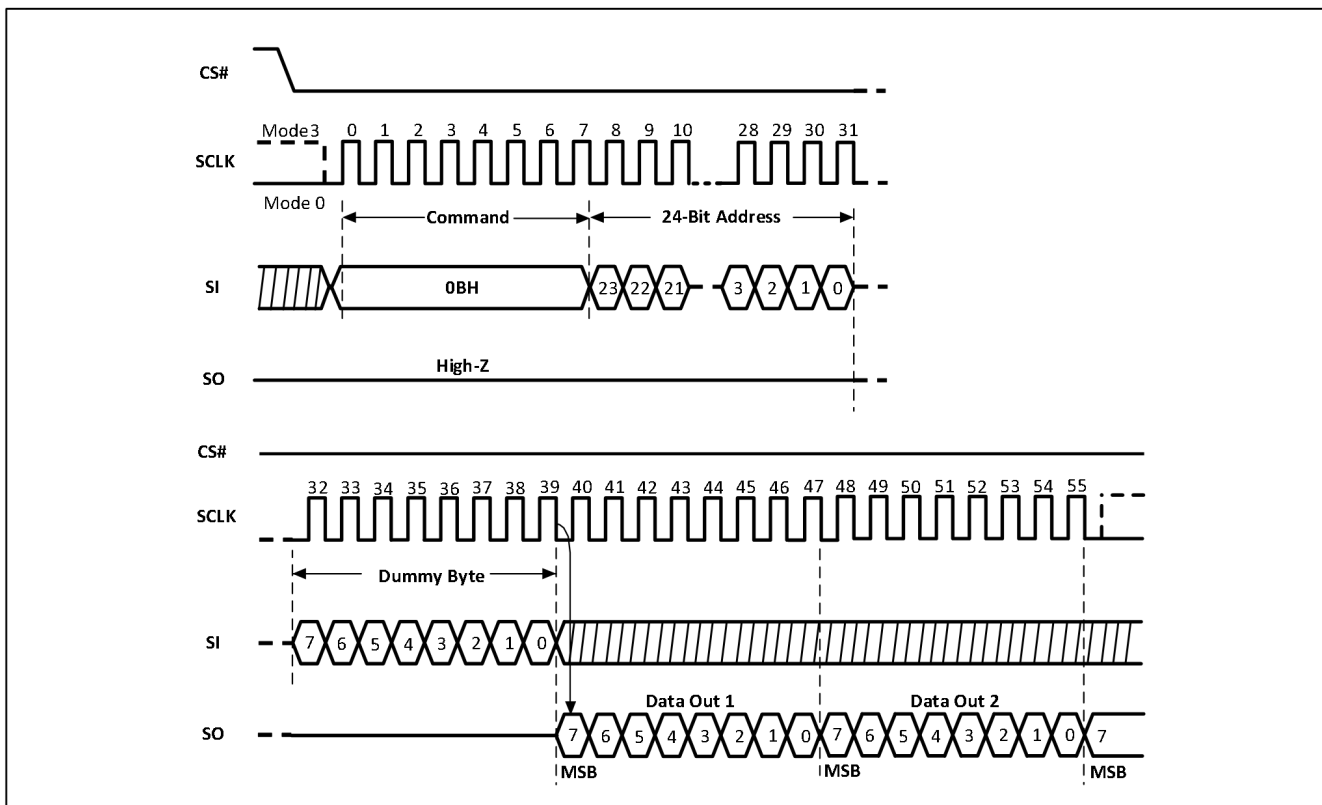 CS#
Mode 3
0 1 2 3 4 5 6 7 8 9 10 28 29 30 31
SCLK
Mode 0
Command
24-Bit Address
SI
0BH
23 22 21 3 2 1 0
High-Z
SO
CS#
32 33 34 35 36 37 38 39 40 41 42 43 44 45 46 47 48 49 50 51 52 53 54 55
SCLK
Dummy Byte
SI
7 6 5 4 3 2 1 0
Data Out 1
Data Out 2
SO
7 6 5 4 3 2 1 0 7 6 5 4 3 2 1 0 7
MSB
MSB
MSB